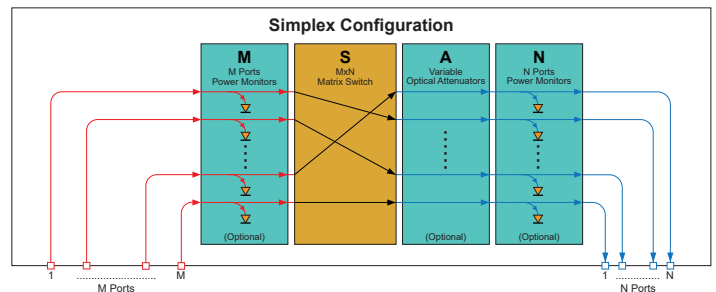 Simplex Configuration
M
M Ports
Power Monitors
(Optional)
S
MxN
Matrix Switch
A
Variable
Optical Attenuators
(Optional)
N
N Ports
Power Monitors
(Optional)
1
M
M Ports
1
N
N Ports